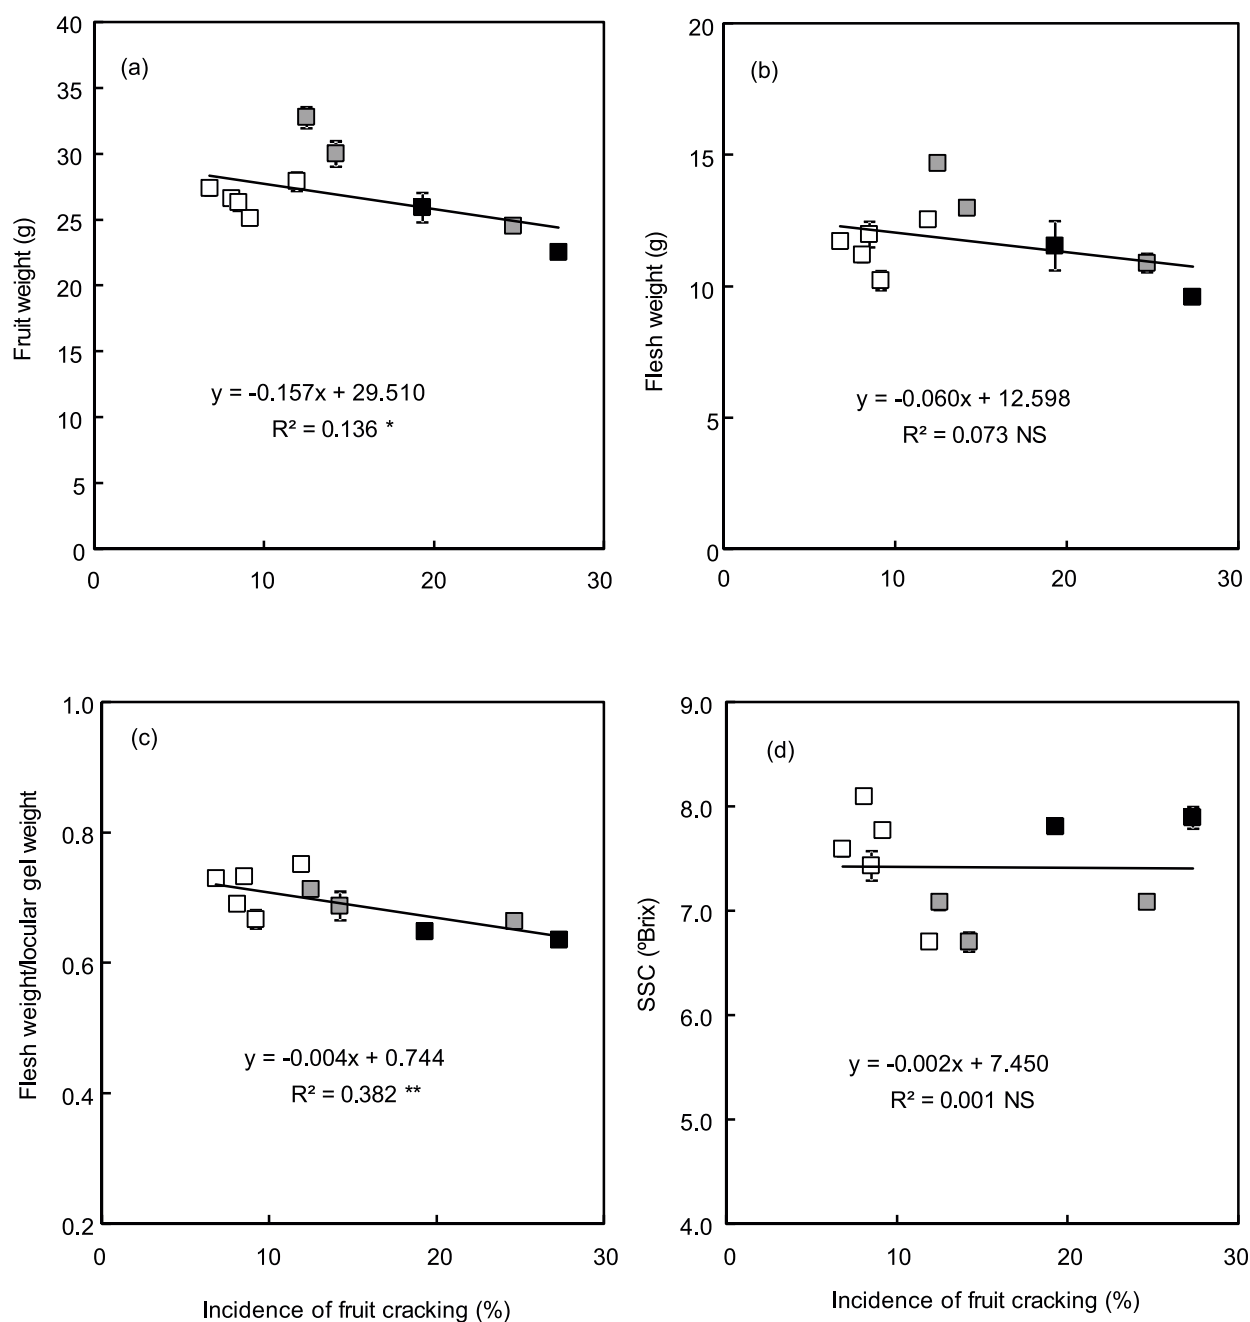 (a)
40
35
30
25
20
15
10
5
0
0
10
20
30
Fruit weight (g)
y = -0.157x + 29.510
R² = 0.136 *
(b)
20
15
10
5
0
0
10
20
30
Flesh weight (g)
y = -0.060x + 12.598
R² = 0.073 NS
(c)
1.0
0.8
0.6
0.4
0.2
0
10
20
30
Flesh weight/locular gel weight
y = -0.004x + 0.744
R² = 0.382 **
Incidence of fruit cracking (%)
(d)
9.0
8.0
7.0
6.0
5.0
4.0
0
10
20
30
SSC (ºBrix)
y = -0.002x + 7.450
R² = 0.001 NS
Incidence of fruit cracking (%)